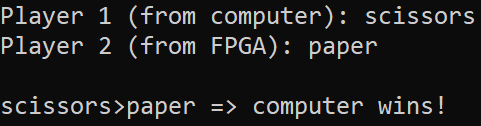 Player 1 (from computer): scissors
Player 2 (from FPGA): paper
scissors>paper => computer wins!